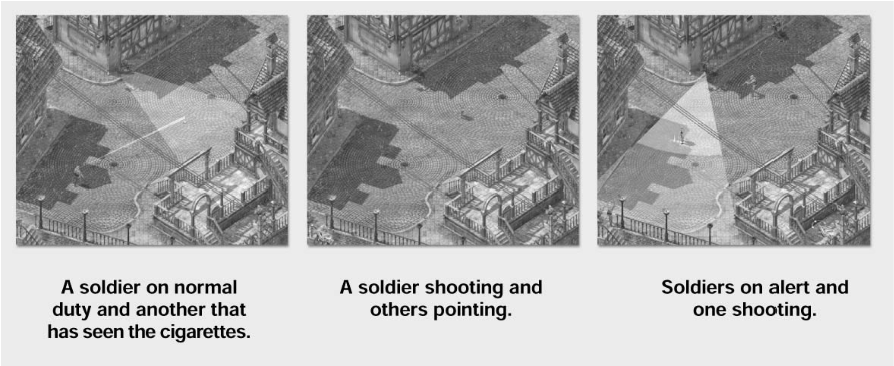 A soldier on normal
duty and another that
has seen the cigarettes.
A soldier shooting and
others pointing.
Soldiers on alert and
one shooting.